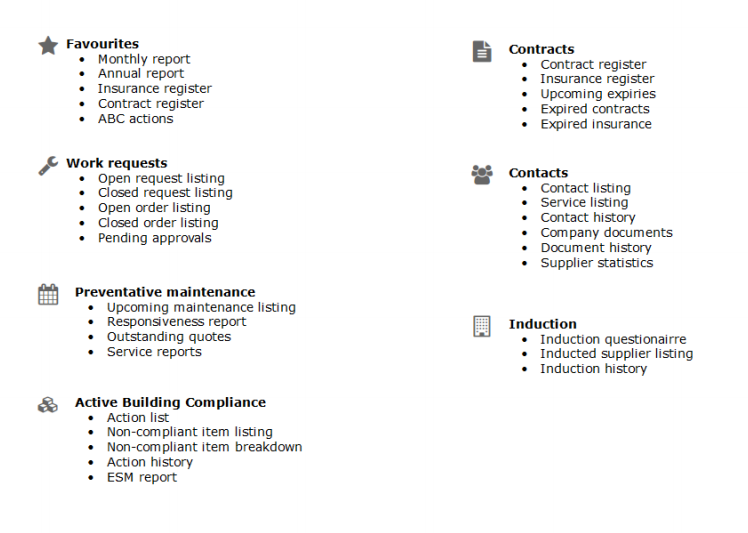 Favourites
Monthly report
Annual report
Insurance register
Contract register
ABC actions
Work requests
Open request listing
Closed request listing
Open order listing
Closed order listing
Pending approvals
Preventative maintenance
Upcoming maintenance listing
Responsiveness report
Outstanding quotes
Service reports
Active Building Compliance
Action list
Non-compliant item listing
Non-compliant item breakdown
Action history
ESM report
Contracts
Contract register
Insurance register
Upcoming expiries
Expired contracts
Expired insurance
Contacts
Contact listing
Service listing
Contact history
Company documents
Document history
Supplier statistics
Induction
Induction questionairre
Inducted supplier listing
Induction history